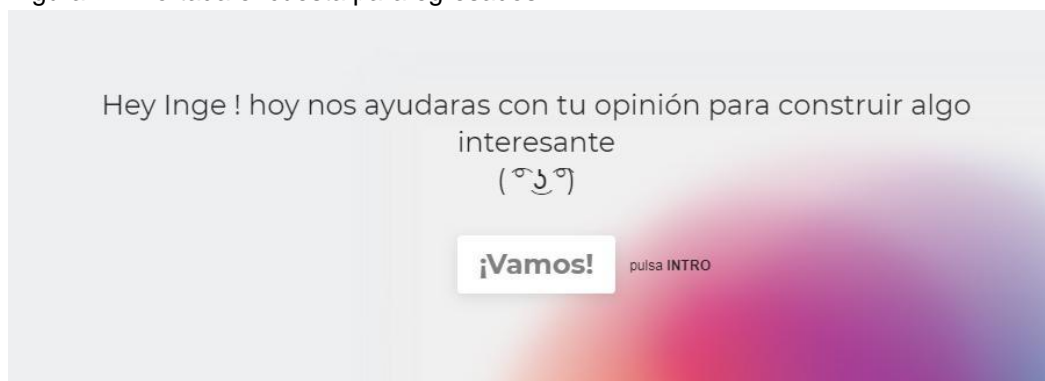 Hey Inge ! hoy nos ayudaras con tu opinión para construir algo
interesante
( ͡° ͜ʖ ͡°)
¡Vamos!
pulsa INTRO